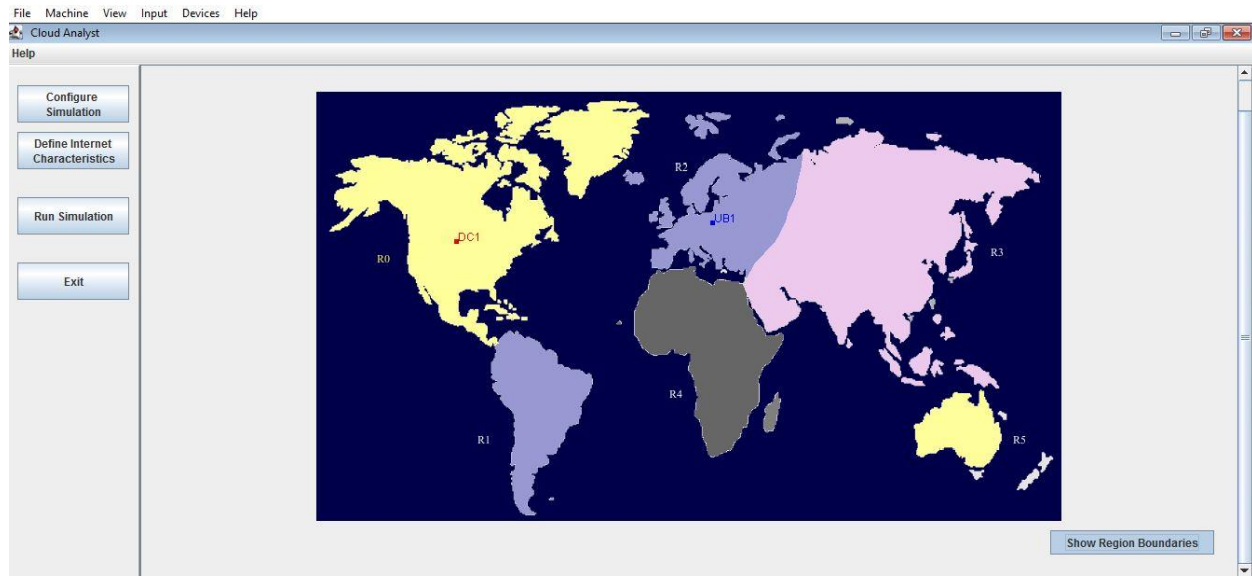 File Machine View Input Devices Help
Cloud Analyst
Help
Configure
Simulation
Define Internet
Characteristics
Run Simulation
Exit
R2
UB1
DC1
R0
R3
R4
R1
R5
Show Region Boundaries